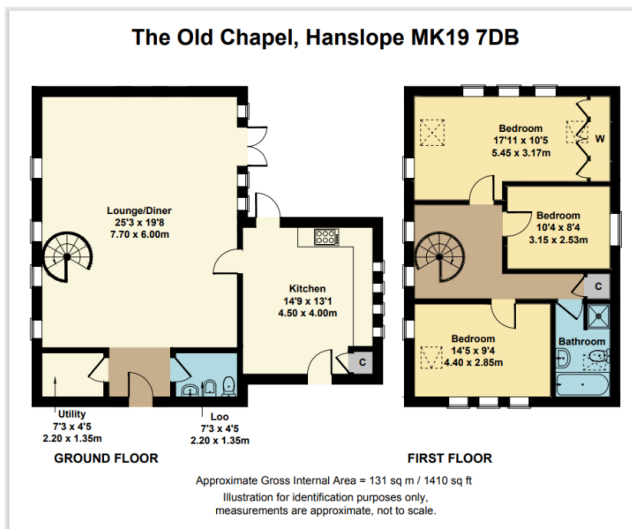 The Old Chapel, Hanslope MK19 7DB
Lounge/Diner
25'3 x 19'8
7.70 x 6.00m
Kitchen
14'9 x 13'1
4.50 x 4.00m
C
Utility
7'3 x 4'5
2.20 x 1.35m
Loo
7'3 x 4'5
2.20 x 1.35m
GROUND FLOOR
Bedroom
17'11 x 10'5
5.45 x 3.17m
W
Bedroom
10'4 x 8'4
3.15 x 2.53m
C
Bedroom
14'5 x 9'4
4.40 x 2.85m
Bathroom
FIRST FLOOR
Approximate Gross Internal Area = 131 sq m / 1410 sq ft
Illustration for identification purposes only,
measurements are approximate, not to scale.